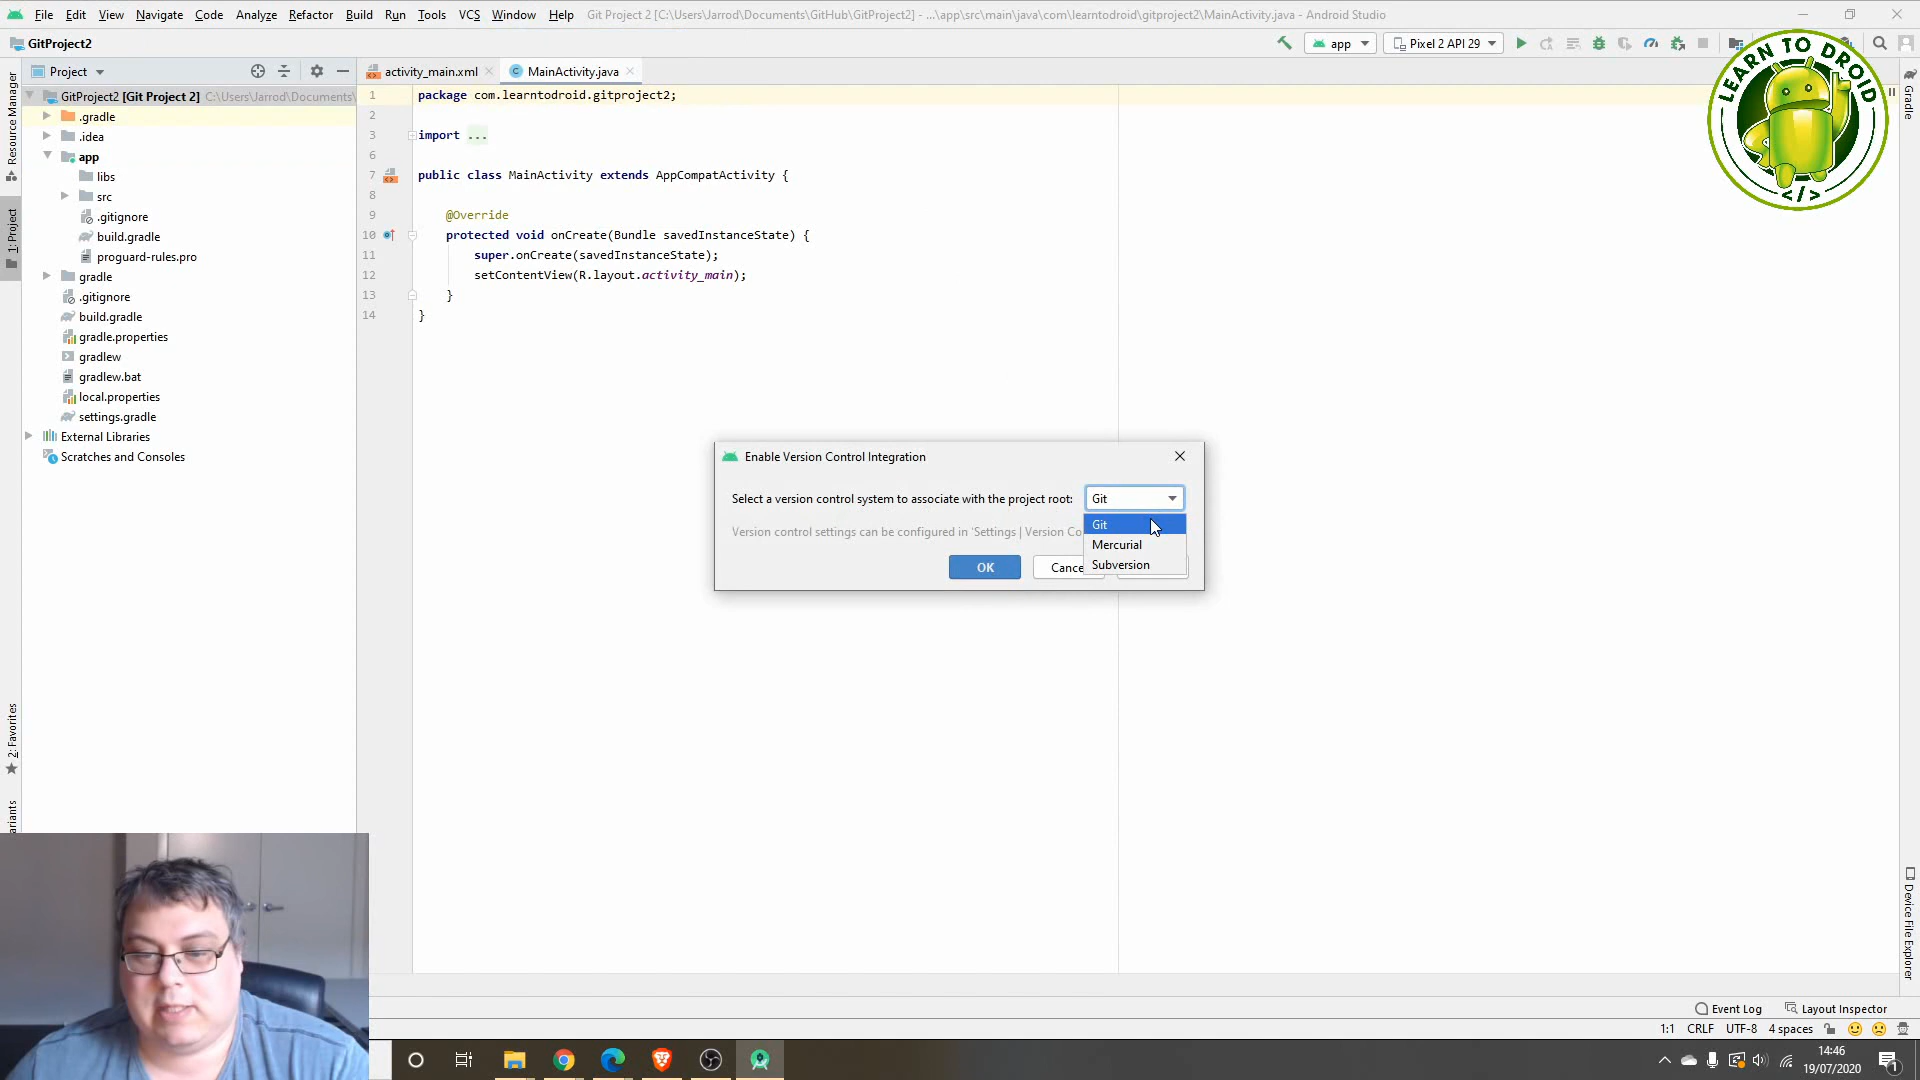 File Edit View Navigate Code Analyze Refactor Build Run Tools VCS Window Help Git Project 2 [C:\Users\Jarrod\Documents\GitHub\GitProject2] - ...\app\src\main\java\com\learntodroid\gitproject2\MainActivity.java - Android Studio
GitProject2
app
Pixel 2 API 29
Project
activity_main.xml
MainActivity.java
GitProject2 [Git Project 2] C:\Users\Jarrod\Documents\
.gradle
.idea
app
libs
src
.gitignore
build.gradle
proguard-rules.pro
gradle
.gitignore
build.gradle
gradle.properties
gradlew
gradlew.bat
local.properties
settings.gradle
External Libraries
Scratches and Consoles
Resource Manager
1: Project
2: Favorites
ariants
1 package com.learntodroid.gitproject2;
2
3 import ...
6
7 public class MainActivity extends AppCompatActivity {
8
9 @Override
10 protected void onCreate(Bundle savedInstanceState) {
11 super.onCreate(savedInstanceState);
12 setContentView(R.layout.activity_main);
13 }
14 }
Enable Version Control Integration
Select a version control system to associate with the project root: Git
Version control settings can be configured in 'Settings | Version Co
Git
Mercurial
Subversion
OK
Cance
LEARN TO DROID
</>
Gradle
Device File Explorer
Event Log
Layout Inspector
1:1 CRLF UTF-8 4 spaces
14:46
19/07/2020
1